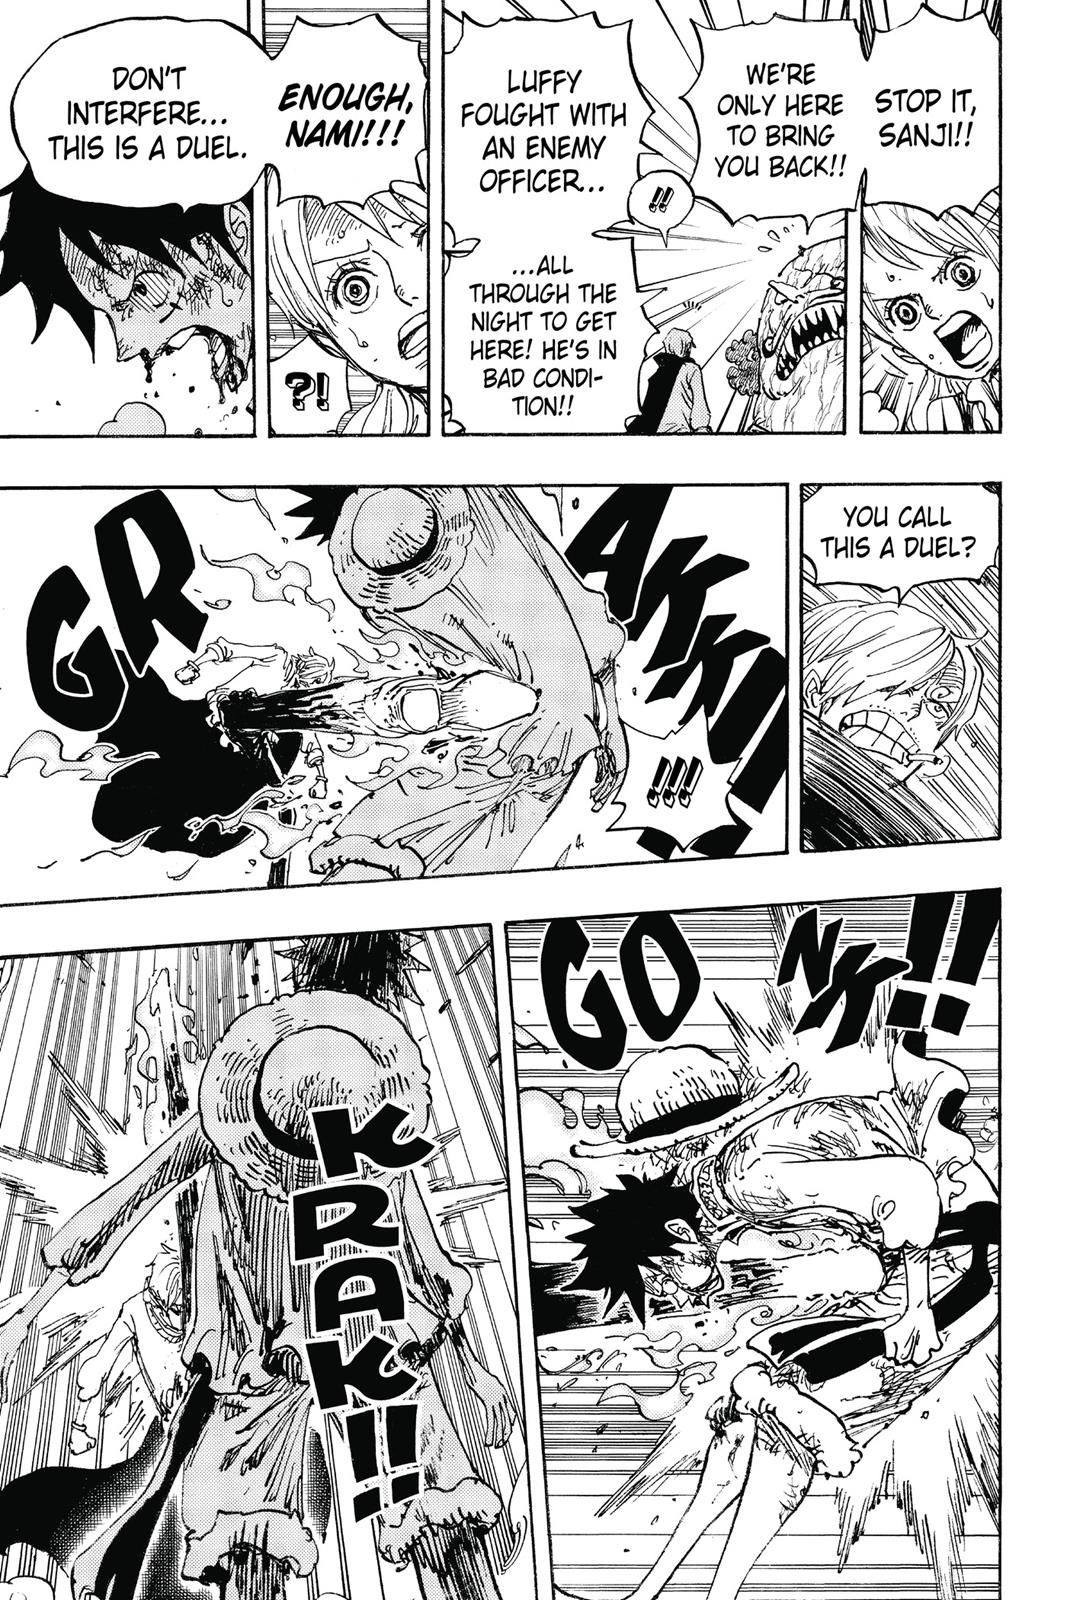 STOP IT,
SANJI!!
WE'RE
ONLY HERE
TO BRING
YOU BACK!!
!!
LUFFY
FOUGHT WITH
AN ENEMY
OFFICER...
...ALL
THROUGH THE
NIGHT TO GET
HERE! HE'S IN
BAD CONDI-
TION!!
ENOUGH,
NAMI!!!
?!
DON'T
INTERFERE...
THIS IS A DUEL.
YOU CALL
THIS A DUEL?
GRAKK!!
!!!
GONK!!
KRAK!!